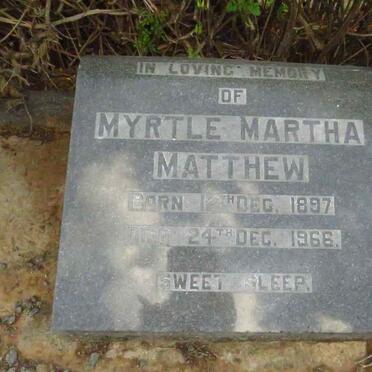 IN LOVING MEMORY
OF
MYRTLE MARTHA
MATTHEW
BORN DEC. 1897
DIED 24TH DEC. 1966.
SWEET SLEEP.